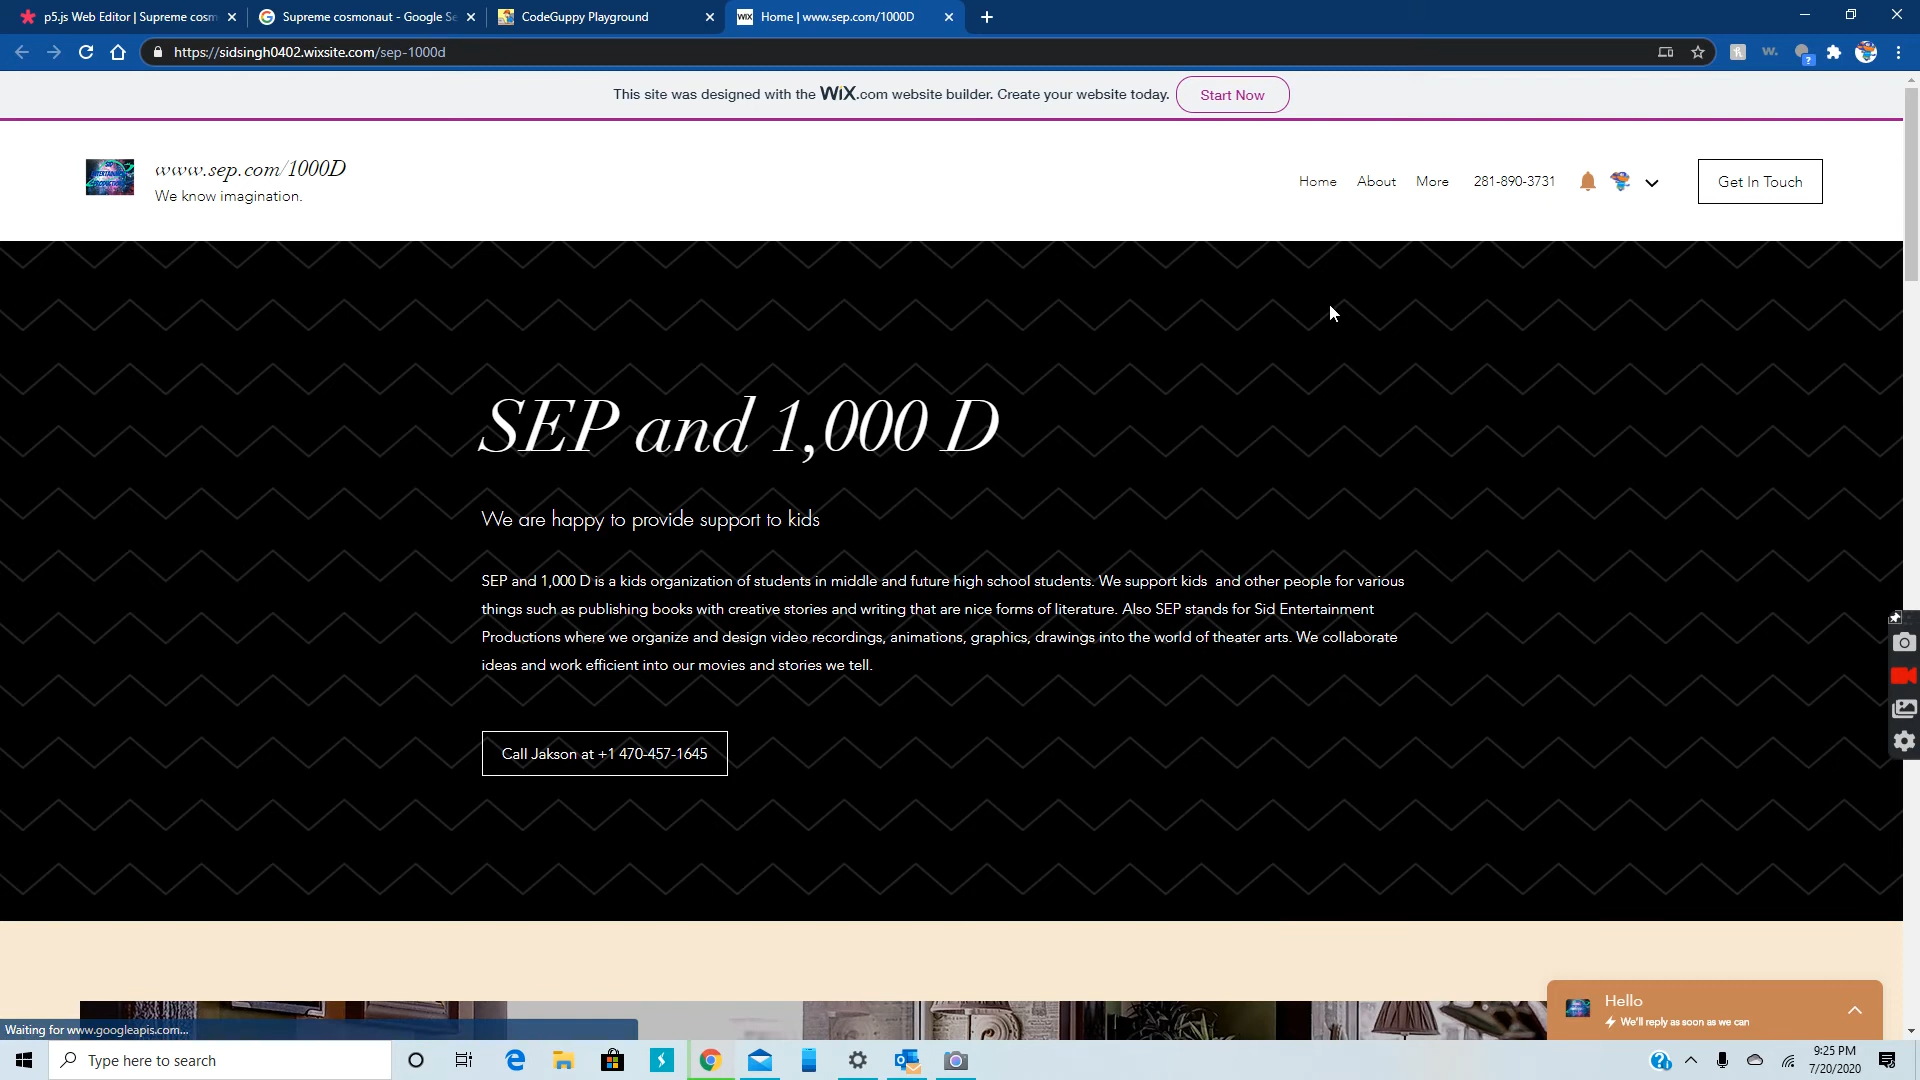 p5.js Web Editor | Supreme cosm
Supreme cosmonaut - Google Se
CodeGuppy Playground
WIX
Home | www.sep.com/1000D
https://sidsingh0402.wixsite.com/sep-1000d
This site was designed with the WiX.com website builder. Create your website today.
Start Now
www.sep.com/1000D
We know imagination.
Home
About
More
281-890-3731
Get In Touch
SEP and 1,000 D
We are happy to provide support to kids
SEP and 1,000 D is a kids organization of students in middle and future high school students. We support kids and other people for various
things such as publishing books with creative stories and writing that are nice forms of literature. Also SEP stands for Sid Entertainment
Productions where we organize and design video recordings, animations, graphics, drawings into the world of theater arts. We collaborate
ideas and work efficient into our movies and stories we tell.
Call Jakson at +1 470-457-1645
Hello
We'll reply as soon as we can
Waiting for www.googleapis.com...
Type here to search
9:25 PM
7/20/2020